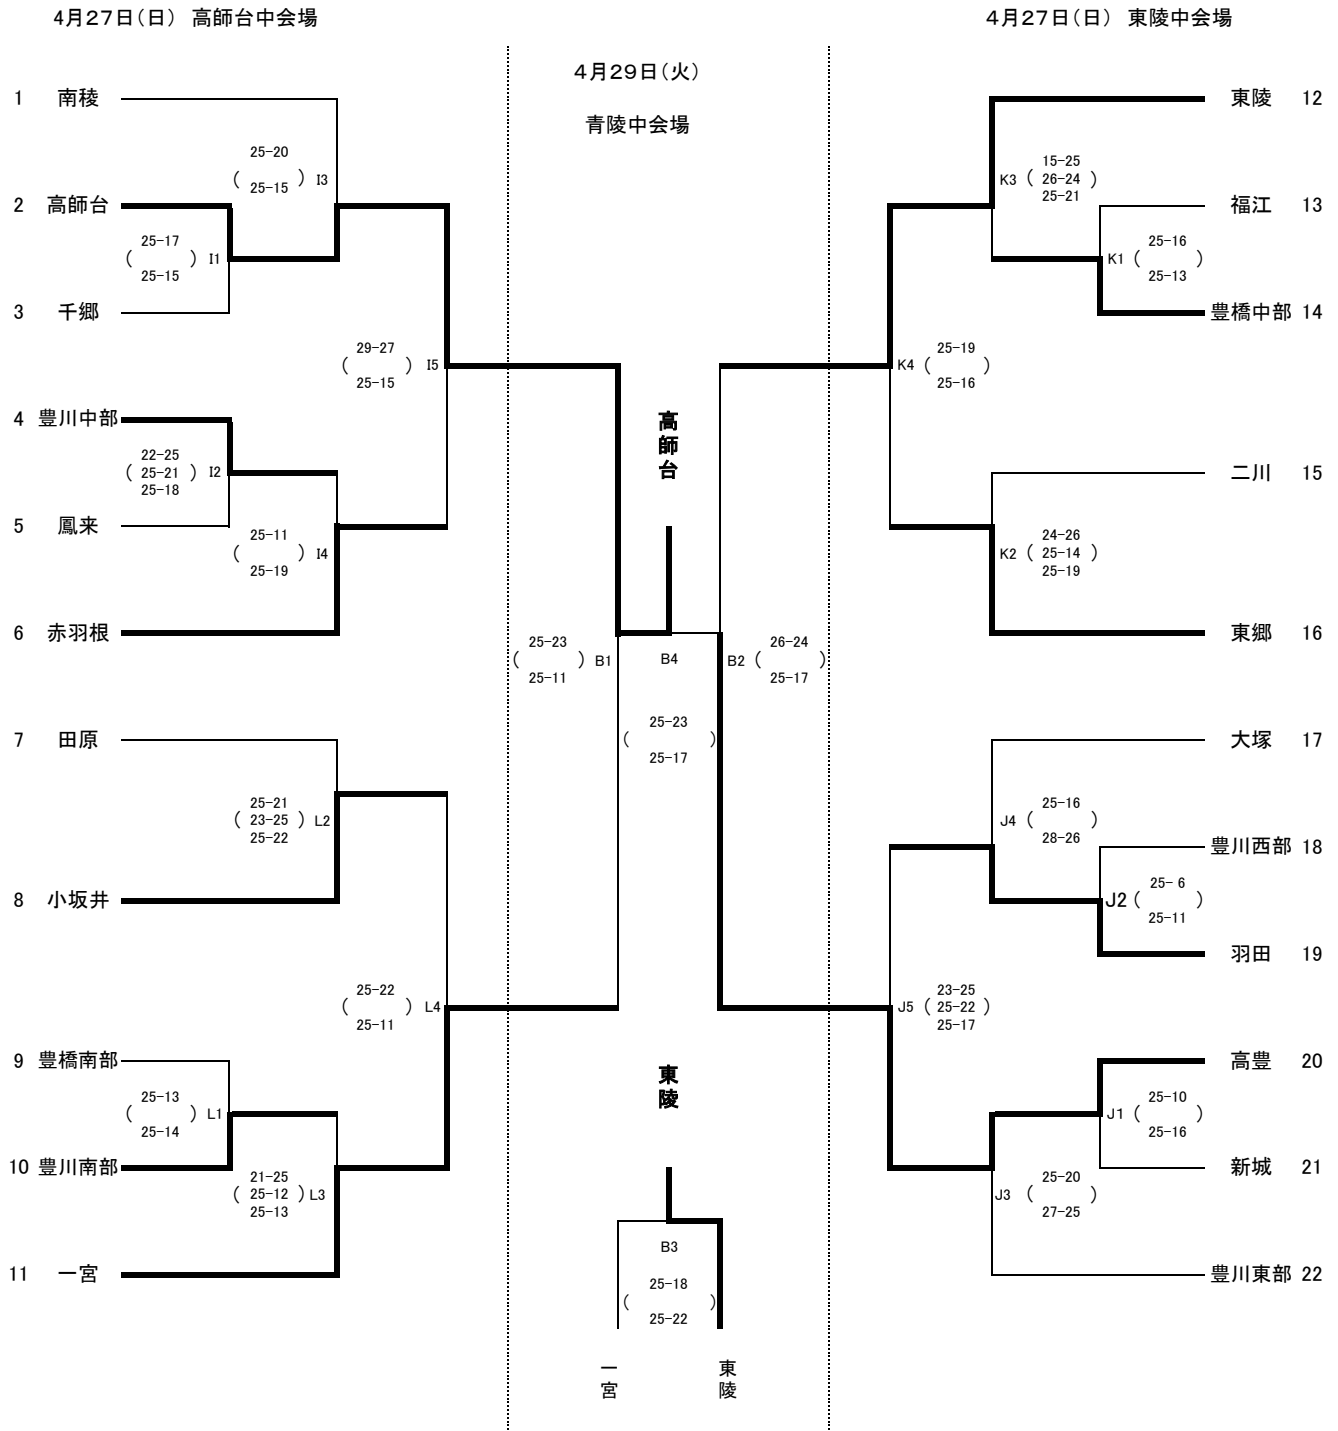 4月27日(日) 高師台中会場
4月27日(日) 東陵中会場
4月29日(火)
青陵中会場
1 南稜
25-20
( ) I3
25-15
2 高師台
25-17
( ) I1
25-15
3 千郷
29-27
( ) I5
25-15
4 豊川中部
22-25
( 25-21 ) I2
25-18
5 鳳来
25-11
( ) I4
25-19
6 赤羽根
7 田原
25-21
( 23-25 ) L2
25-22
8 小坂井
25-22
( ) L4
25-11
9 豊橋南部
25-13
( ) L1
25-14
10 豊川南部
21-25
( 25-12 ) L3
25-13
11 一宮
高師台
25-23
( ) B1
25-11
B4
25-23
( )
25-17
26-24
B2 ( )
25-17
東陵
B3
25-18
( )
25-22
一宮
東陵
東陵 12
15-25
K3 ( 26-24 )
25-21
福江 13
25-16
K1 ( )
25-13
豊橋中部 14
25-19
K4 ( )
25-16
二川 15
24-26
K2 ( 25-14 )
25-19
東郷 16
大塚 17
25-16
J4 ( )
28-26
豊川西部 18
25- 6
J2 ( )
25-11
羽田 19
23-25
J5 ( 25-22 )
25-17
高豊 20
25-10
J1 ( )
25-16
新城 21
25-20
J3 ( )
27-25
豊川東部 22